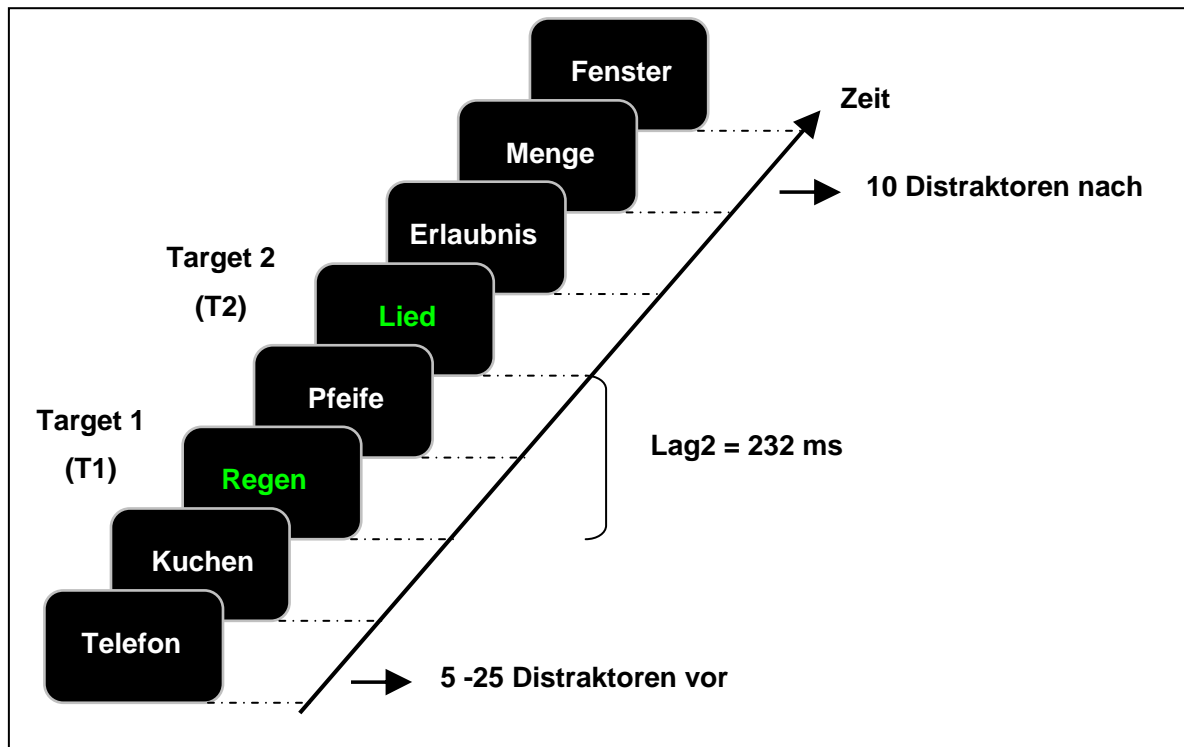 Fenster
Zeit
Menge
10 Distraktoren nach
Erlaubnis
Target 2
(T2)
Lied
Pfeife
Target 1
(T1)
Lag2 = 232 ms
Regen
Kuchen
Telefon
5 -25 Distraktoren vor